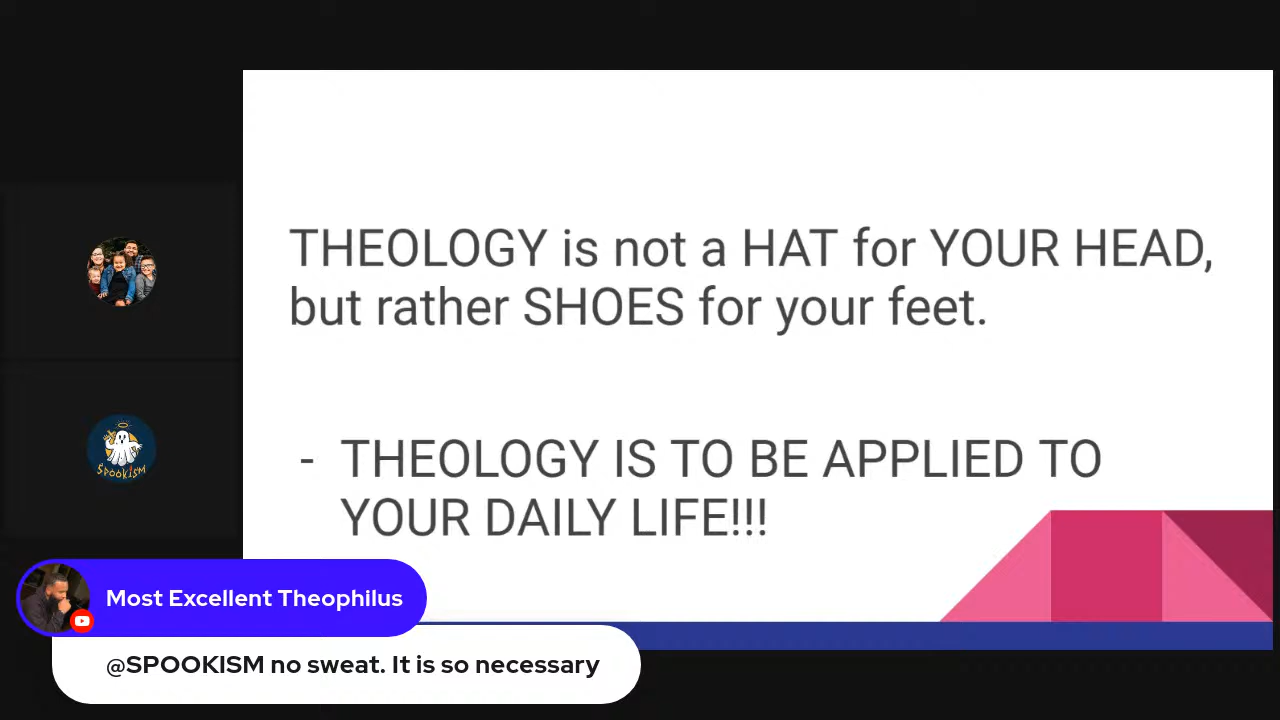 THEOLOGY is not a HAT for YOUR HEAD,
but rather SHOES for your feet.
- THEOLOGY IS TO BE APPLIED TO
YOUR DAILY LIFE!!!
SPOOKISM
Most Excellent Theophilus
@SPOOKISM no sweat. It is so necessary